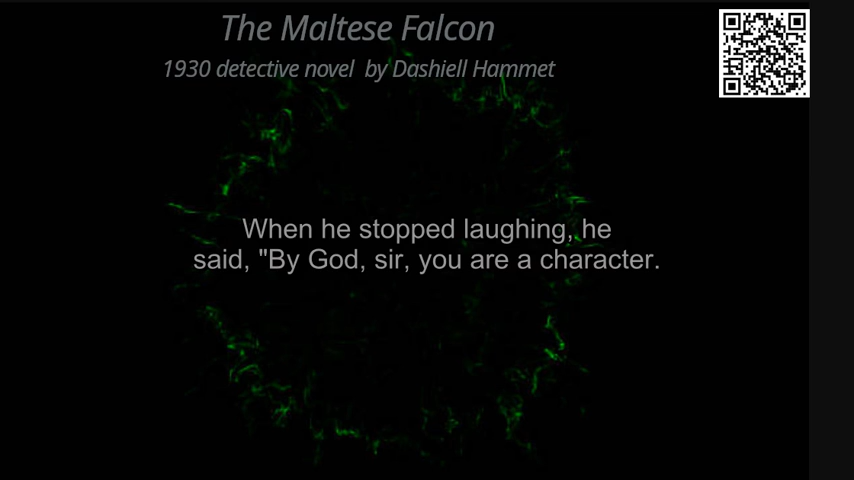 The Maltese Falcon
1930 detective novel by Dashiell Hammet
When he stopped laughing, he
said, "By God, sir, you are a character.